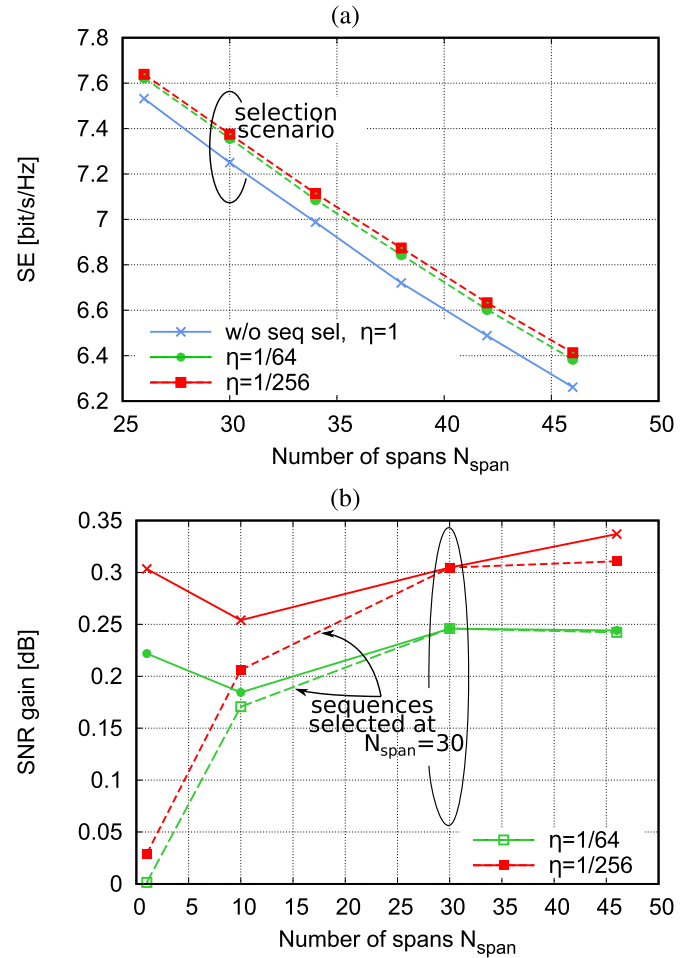 (a)
7.8
7.6
7.4
7.2
7
6.8
6.6
6.4
6.2
SE [bit/s/Hz]
selection
scenario
w/o seq sel, η=1
η=1/64
η=1/256
25
30
35
40
45
50
Number of spans N_span
(b)
0.35
0.3
0.25
0.2
0.15
0.1
0.05
0
SNR gain [dB]
sequences
selected at
N_span=30
η=1/64
η=1/256
0
5
10
15
20
25
30
35
40
45
50
Number of spans N_span